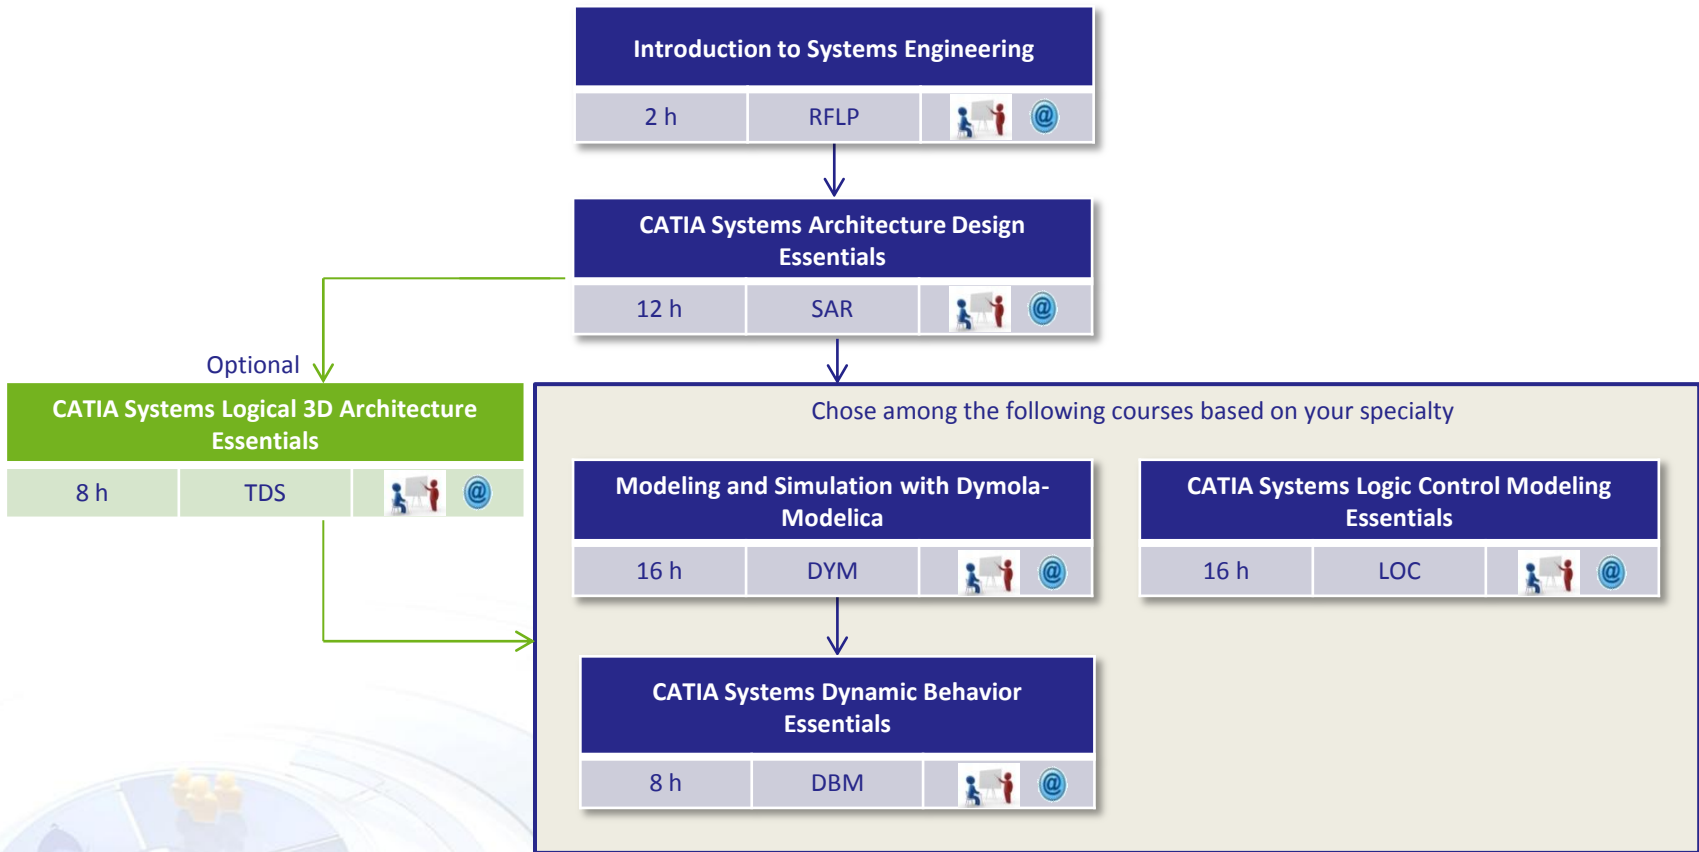 Introduction to Systems Engineering
2 h RFLP @
CATIA Systems Architecture Design
Essentials
12 h SAR @
Optional
CATIA Systems Logical 3D Architecture
Essentials
8 h TDS @
Chose among the following courses based on your specialty
Modeling and Simulation with Dymola-
Modelica
16 h DYM @
CATIA Systems Logic Control Modeling
Essentials
16 h LOC @
CATIA Systems Dynamic Behavior
Essentials
8 h DBM @